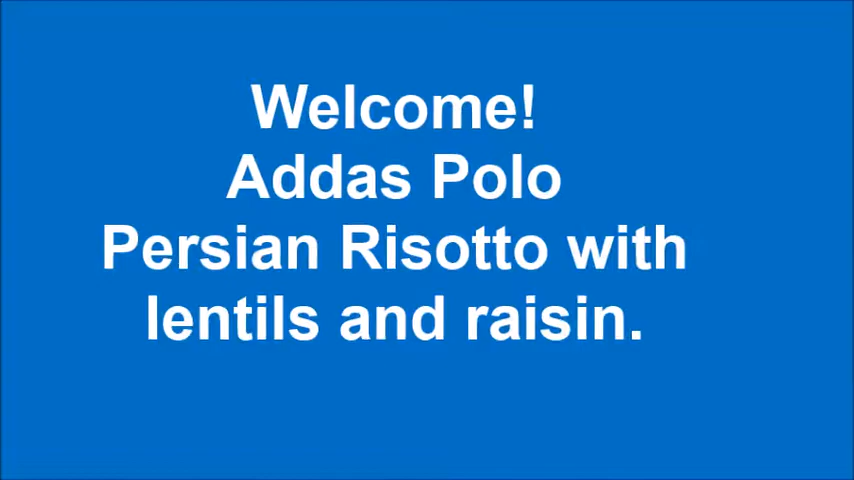 Welcome!
Addas Polo
Persian Risotto with
lentils and raisin.